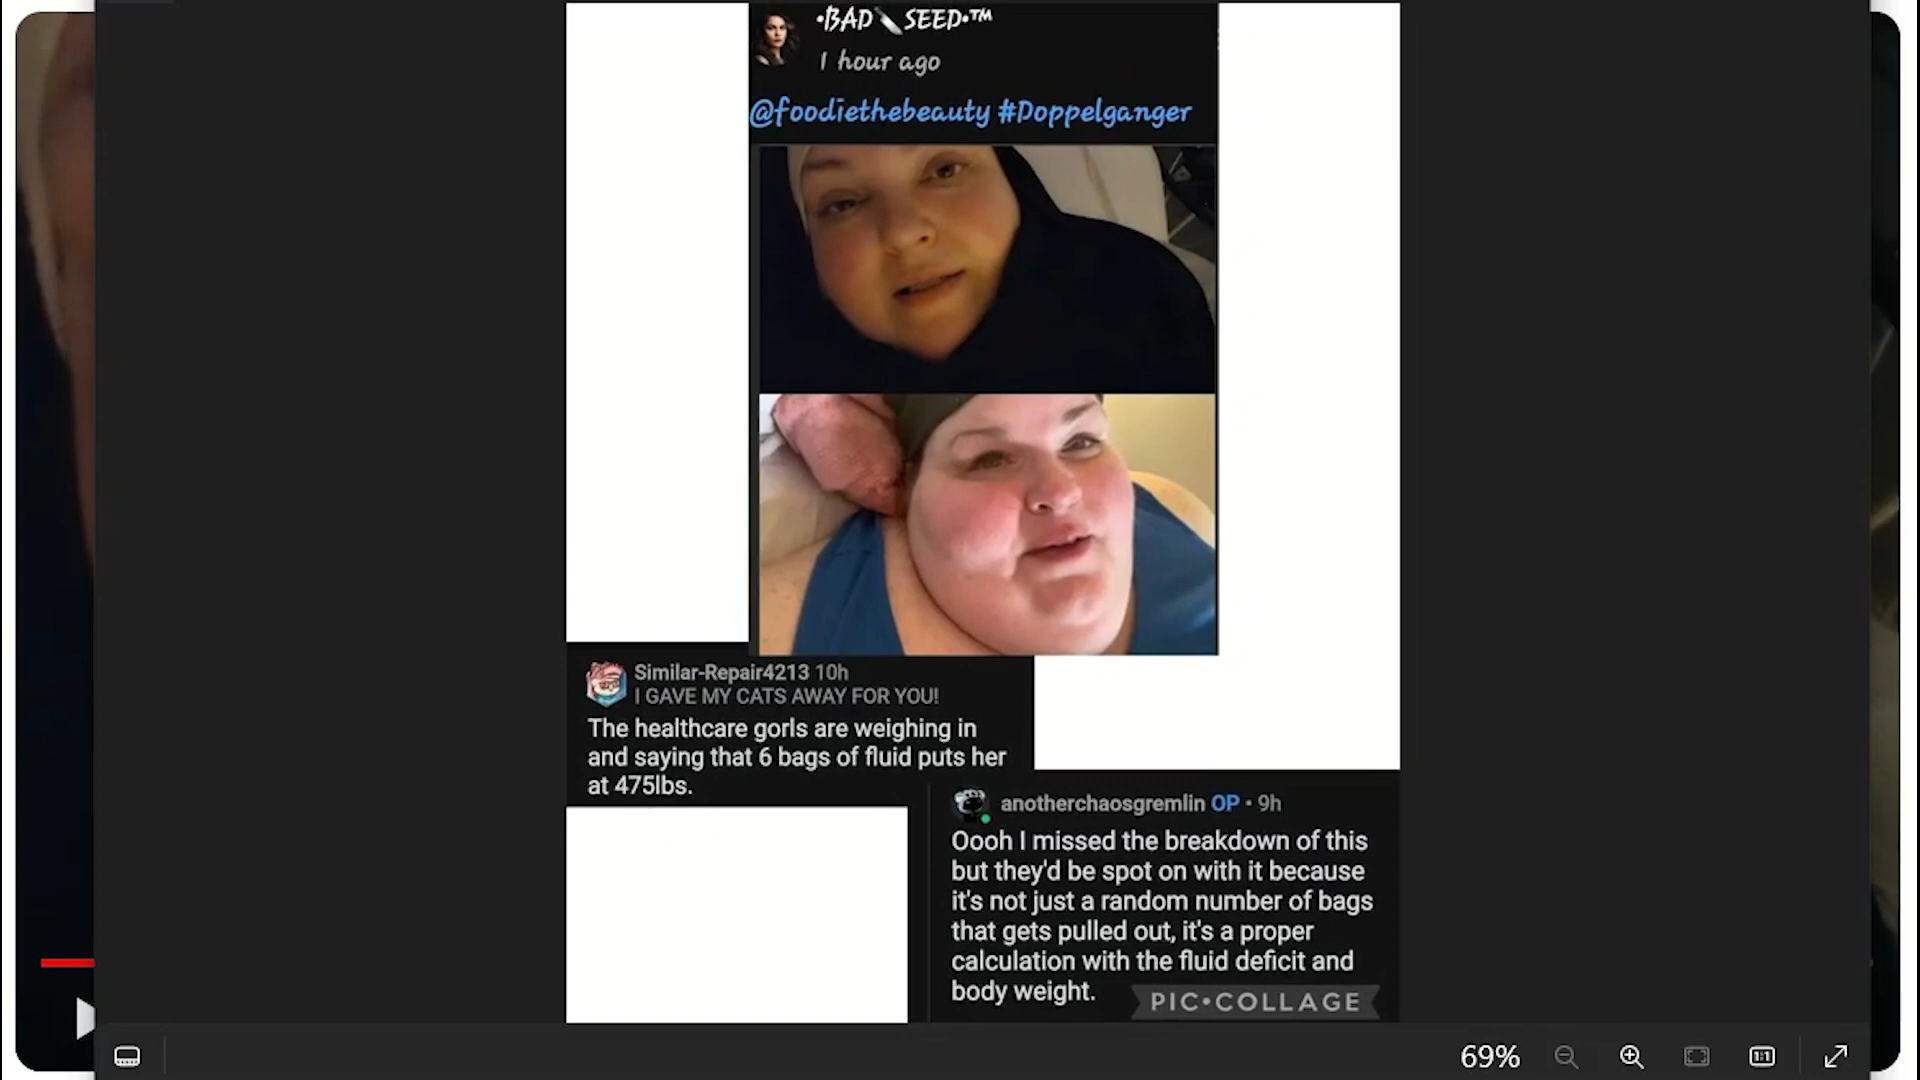 •BAD🔪SEED•™
1 hour ago
@foodiethebeauty #Doppelganger
Similar-Repair4213 10h
I GAVE MY CATS AWAY FOR YOU!
The healthcare gorls are weighing in
and saying that 6 bags of fluid puts her
at 475lbs.
anotherchaosgremlin OP • 9h
Oooh I missed the breakdown of this
but they'd be spot on with it because
it's not just a random number of bags
that gets pulled out, it's a proper
calculation with the fluid deficit and
body weight.
PIC•COLLAGE
69%
1:1